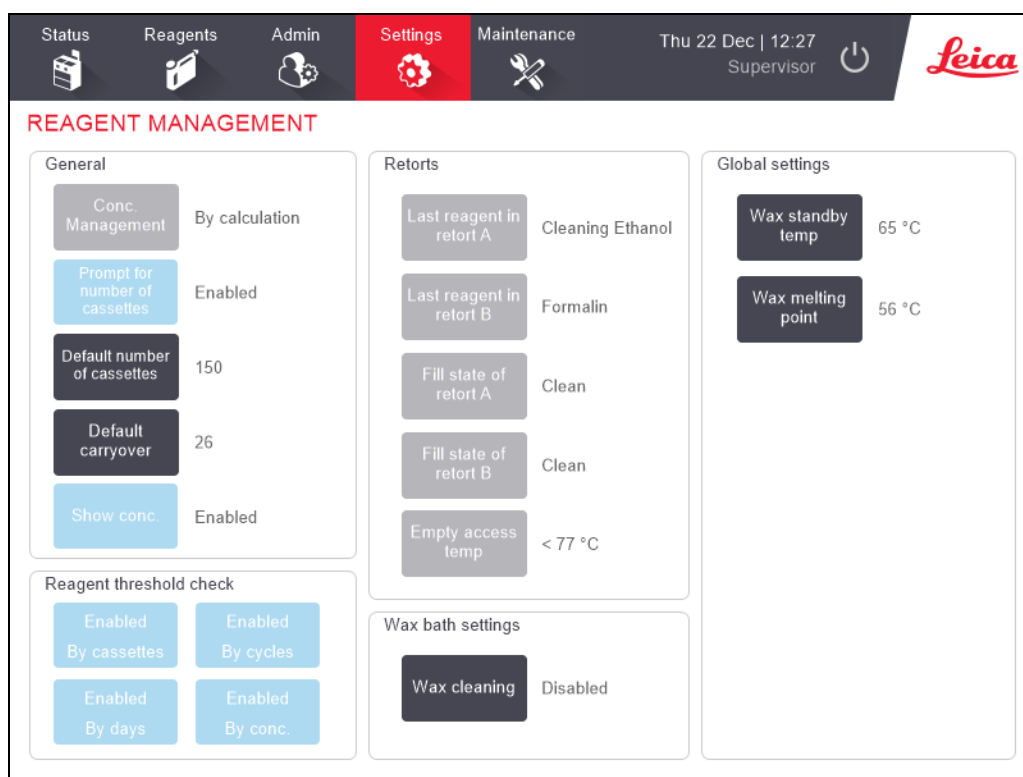 Status
Reagents
Admin
Settings
Maintenance
Thu 22 Dec | 12:27
Supervisor
Leica
REAGENT MANAGEMENT
General
Conc.
Management
By calculation
Prompt for
number of
cassettes
Enabled
Default number
of cassettes
150
Default
carryover
26
Show conc.
Enabled
Reagent threshold check
Enabled
By cassettes
Enabled
By cycles
Enabled
By days
Enabled
By conc.
Retorts
Last reagent in
retort A
Cleaning Ethanol
Last reagent in
retort B
Formalin
Fill state of
retort A
Clean
Fill state of
retort B
Clean
Empty access
temp
< 77 °C
Wax bath settings
Wax cleaning
Disabled
Global settings
Wax standby
temp
65 °C
Wax melting
point
56 °C